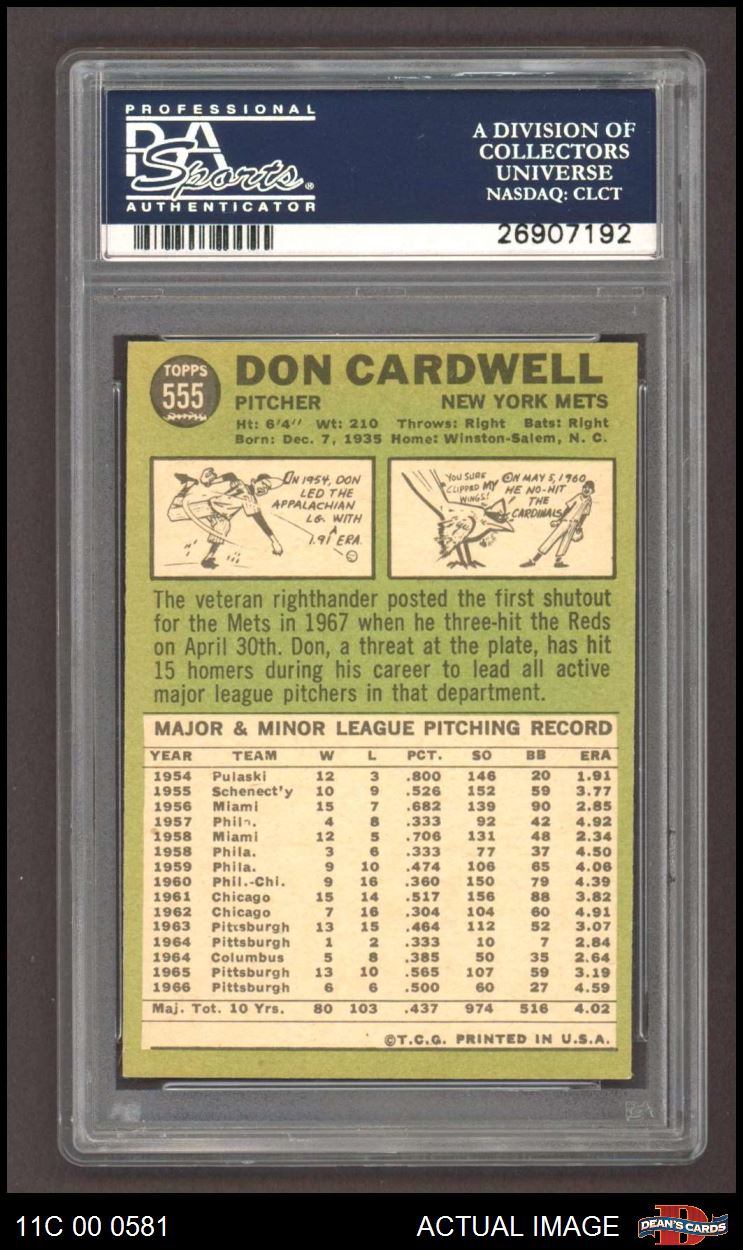 PROFESSIONAL
PSA
Sports®
AUTHENTICATOR
A DIVISION OF
COLLECTORS
UNIVERSE
NASDAQ: CLCT
26907192
TOPPS
555
DON CARDWELL
PITCHER NEW YORK METS
Ht: 6'4" Wt: 210 Throws: Right Bats: Right
Born: Dec. 7, 1935 Home: Winston-Salem, N. C.
IN 1954, DON
LED THE
APPALACHIAN
LG. WITH
A
1.91 ERA.
YOU SURE
CLIPPED MY
WINGS!
ON MAY 5, 1960,
HE NO-HIT
THE
CARDINALS
The veteran righthander posted the first shutout
for the Mets in 1967 when he three-hit the Reds
on April 30th. Don, a threat at the plate, has hit
15 homers during his career to lead all active
major league pitchers in that department.
MAJOR & MINOR LEAGUE PITCHING RECORD
YEAR TEAM W L PCT. SO BB ERA
1954 Pulaski 12 3 .800 146 20 1.91
1955 Schenect'y 10 9 .526 152 59 3.77
1956 Miami 15 7 .682 139 90 2.85
1957 Phila. 4 8 .333 92 42 4.92
1958 Miami 12 5 .706 131 48 2.34
1958 Phila. 3 6 .333 77 37 4.50
1959 Phila. 9 10 .474 106 65 4.06
1960 Phil.-Chi. 9 16 .360 150 79 4.39
1961 Chicago 15 14 .517 156 88 3.82
1962 Chicago 7 16 .304 104 60 4.91
1963 Pittsburgh 13 15 .464 112 52 3.07
1964 Pittsburgh 1 2 .333 10 7 2.84
1964 Columbus 5 8 .385 50 35 2.64
1965 Pittsburgh 13 10 .565 107 59 3.19
1966 Pittsburgh 6 6 .500 60 27 4.59
Maj. Tot. 10 Yrs. 80 103 .437 974 516 4.02
©T.C.G. PRINTED IN U.S.A.
PSA
11C 00 0581
ACTUAL IMAGE
DEAN'S CARDS